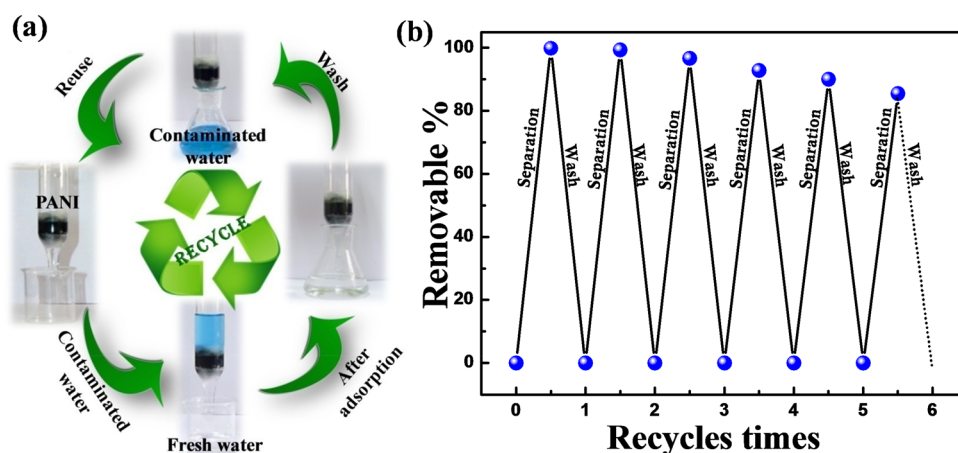 (a)
Reuse
Wash
Contaminated
water
PANI
RECYCLE
Contaminated
water
After
adsorption
Fresh water
(b)
Removable %
100
80
60
40
20
0
Separation
Wash
Separation
Wash
Separation
Wash
Separation
Wash
Separation
Wash
Separation
Wash
0 1 2 3 4 5 6
Recycles times